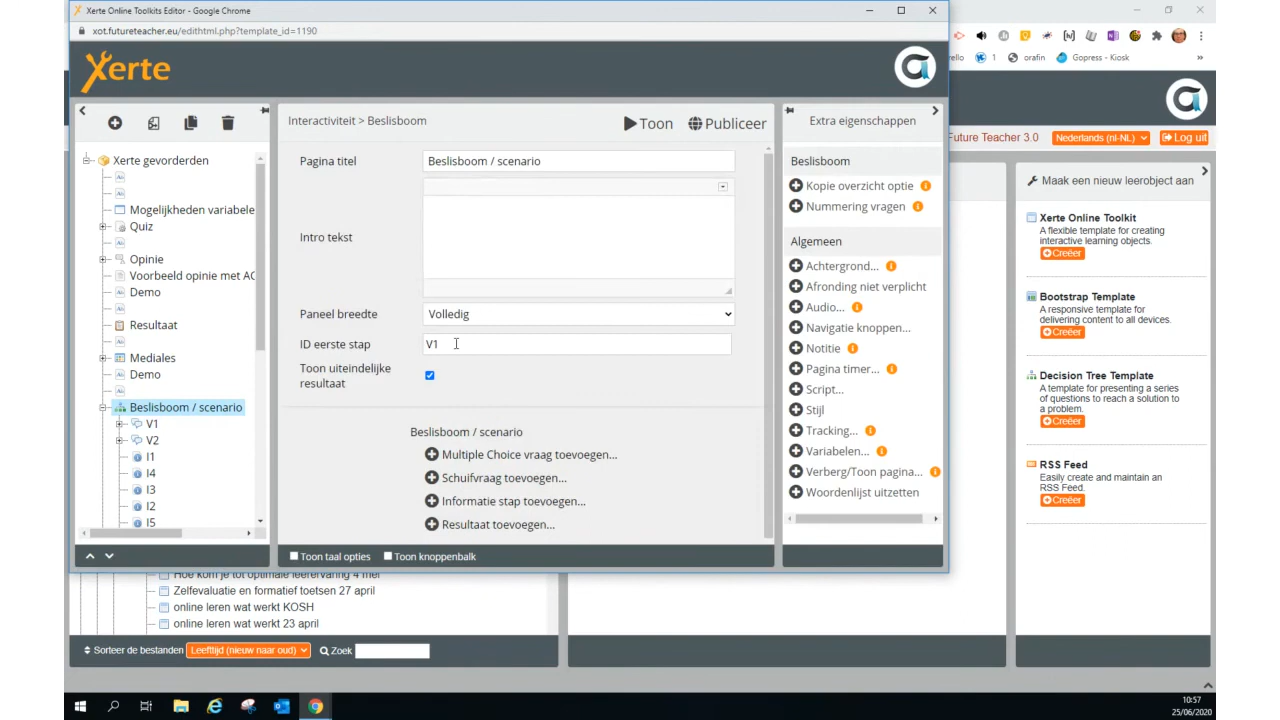 Xerte Online Toolkits Editor - Google Chrome
xot.futureteacher.eu/edithtml.php?template_id=1190
Xerte
orafin
Gopress - Kiosk
Future Teacher 3.0
Nederlands (nl-NL)
Log uit
Xerte gevorderden
Mogelijkheden variabele
Quiz
Opinie
Voorbeeld opinie met AC
Demo
Resultaat
Mediales
Demo
Beslisboom / scenario
V1
V2
I1
I4
I3
I2
I5
Interactiviteit > Beslisboom
Toon
Publiceer
Pagina titel
Beslisboom / scenario
Intro tekst
Paneel breedte
Volledig
ID eerste stap
V1
Toon uiteindelijke
resultaat
Beslisboom / scenario
Multiple Choice vraag toevoegen...
Schuifvraag toevoegen...
Informatie stap toevoegen...
Resultaat toevoegen...
Toon taal opties
Toon knoppenbalk
Extra eigenschappen
Beslisboom
Kopie overzicht optie
Nummering vragen
Algemeen
Achtergrond...
Afronding niet verplicht
Audio...
Navigatie knoppen...
Notitie
Pagina timer...
Script...
Stijl
Tracking...
Variabelen...
Verberg/Toon pagina...
Woordenlijst uitzetten
Maak een nieuw leerobject aan
Xerte Online Toolkit
A flexible template for creating
interactive learning objects.
Creëer
Bootstrap Template
A responsive template for
delivering content to all devices.
Creëer
Decision Tree Template
A template for presenting a series
of questions to reach a solution to
a problem.
Creëer
RSS Feed
Easily create and maintain an
RSS Feed.
Creëer
Hoe kom je tot optimale leerervaring 4 mei
Zelfevaluatie en formatief toetsen 27 april
online leren wat werkt KOSH
online leren wat werkt 23 april
Sorteer de bestanden
Leeftijd (nieuw naar oud)
Zoek
10:57
25/06/2020